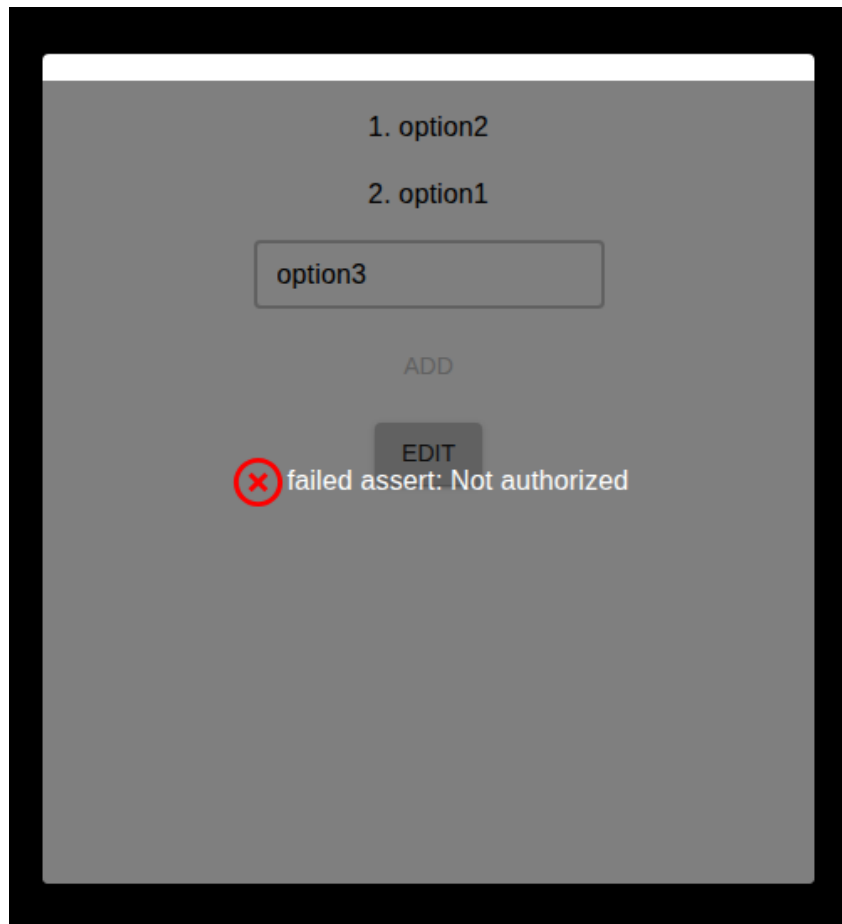 1. option2
2. option1
option3
ADD
EDIT
failed assert: Not authorized